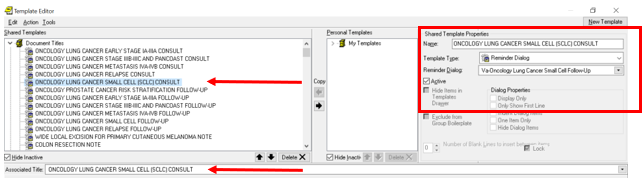 Template Editor
Edit Action Tools
New Template
Shared Templates
Document Titles
ONCOLOGY LUNG CANCER EARLY STAGE IA-IIIA CONSULT
ONCOLOGY LUNG CANCER STAGE IIIB-IIIC AND PANCOAST CONSULT
ONCOLOGY LUNG CANCER METASTASIS IVA-IVB CONSULT
ONCOLOGY LUNG CANCER RELAPSE CONSULT
ONCOLOGY LUNG CANCER SMALL CELL (SCLC) CONSULT
ONCOLOGY PROSTATE CANCER RISK STRATIFICATION FOLLOW-UP
ONCOLOGY LUNG CANCER EARLY STAGE IA-IIIA FOLLOW-UP
ONCOLOGY LUNG CANCER STAGE IIIB-IIIC AND PANCOAST FOLLOW-UP
ONCOLOGY LUNG CANCER METASTASIS IVA-IVB FOLLOW-UP
ONCOLOGY LUNG CANCER SMALL CELL FOLLOW-UP
ONCOLOGY LUNG CANCER RELAPSE FOLLOW-UP
WIDE LOCAL EXCISION FOR PRIMARY CUTANEOUS MELANOMA NOTE
COLON RESECTION NOTE
Hide Inactive
Delete
Copy
Personal Templates
My Templates
Hide Inactive
Delete
Shared Template Properties
Name: ONCOLOGY LUNG CANCER SMALL CELL (SCLC) CONSULT
Template Type: Reminder Dialog
Reminder Dialog: Va-Oncology Lung Cancer Small Cell Follow-Up
Active
Hide Items in Templates Drawer
Dialog Properties
Display Only
Only Show First Line
Indent Dialog Items
One Item Only
Hide Dialog Items
Exclude from Group Boilerplate
0 Number of Blank Lines to insert between items
Lock
Associated Title: ONCOLOGY LUNG CANCER SMALL CELL (SCLC) CONSULT